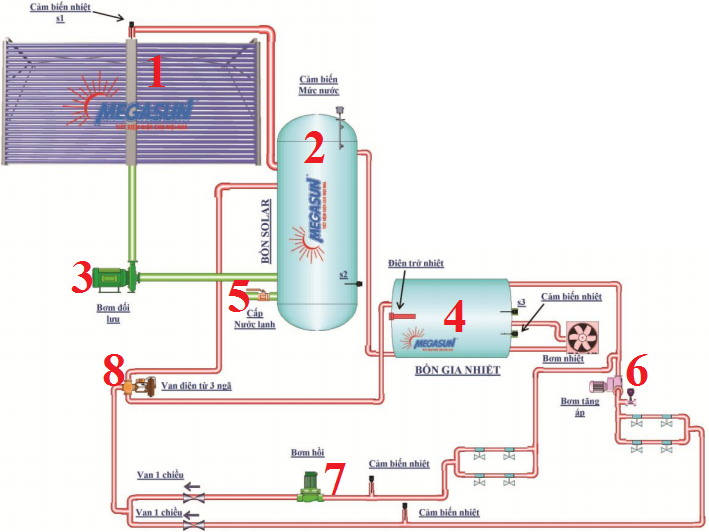 Cảm biến nhiệt
s1
1
MEGASUN
Cảm biến
Mức nước
2
MEGASUN
BỒN SOLAR
s2
3
Bơm đối
lưu
5
Cấp
Nước lạnh
Điện trở nhiệt
4
s3
Cảm biến nhiệt
MEGASUN
BỒN GIA NHIỆT
Bơm nhiệt
8
Van điện từ 3 ngã
6
Bơm tăng
áp
Bơm hồi
7
Cảm biến nhiệt
Van 1 chiều
Van 1 chiều
Cảm biến nhiệt